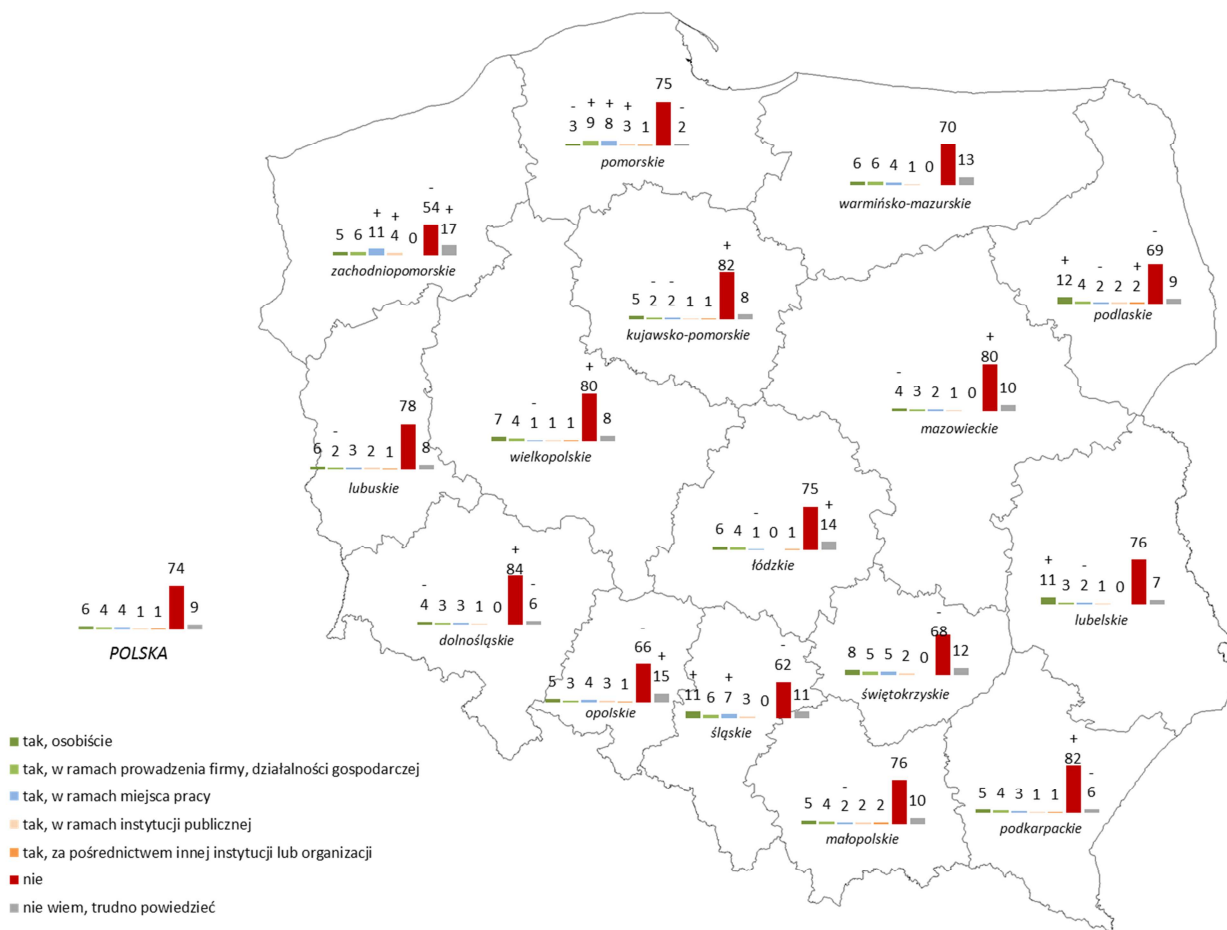 75
- + + + -
3 9 8 3 1 2
pomorskie
70
6 6 4 1 0 13
warmińsko-mazurskie
-
+ + 54 +
5 6 11 4 0 17
zachodniopomorskie
+
- - 82
5 2 2 1 1 8
kujawsko-pomorskie
-
+ - + 69
12 4 2 2 2 9
podlaskie
+
- 80
4 3 2 1 0 10
mazowieckie
+
- 80
7 4 1 1 1 8
wielkopolskie
78
-
6 2 3 2 1 8
lubuskie
75
- +
6 4 1 0 1 14
łódzkie
76
+ -
11 3 2 1 0 7
lubelskie
+
- 84 -
4 3 3 1 0 6
dolnośląskie
74
6 4 4 1 1 9
POLSKA
-
68
8 5 5 2 0 12
świętokrzyskie
-
66 +
5 3 4 3 1 15
opolskie
-
+ + 62
11 6 7 3 0 11
śląskie
76
-
5 4 2 2 2 10
małopolskie
+
82 -
5 4 3 1 1 6
podkarpackie
tak, osobiście
tak, w ramach prowadzenia firmy, działalności gospodarczej
tak, w ramach miejsca pracy
tak, w ramach instytucji publicznej
tak, za pośrednictwem innej instytucji lub organizacji
nie
nie wiem, trudno powiedzieć